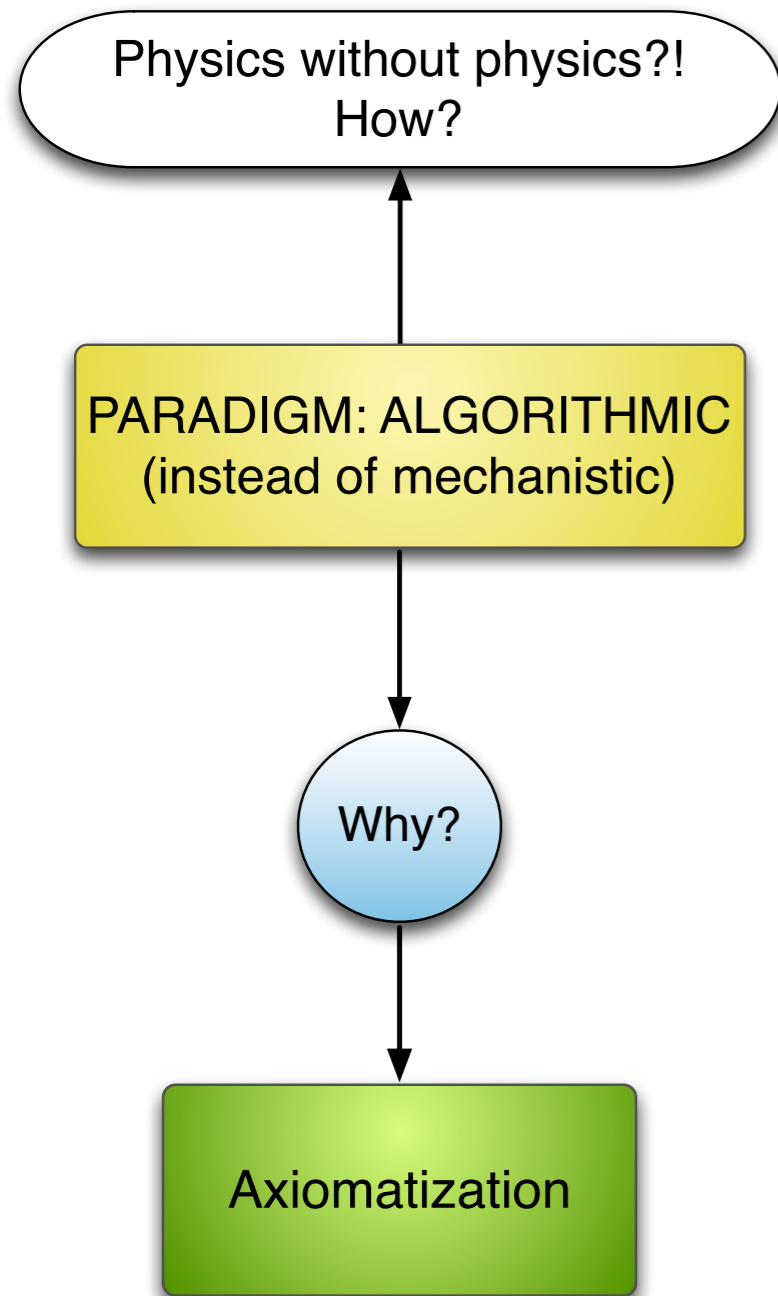 Physics without physics?!
How?
PARADIGM: ALGORITHMIC
(instead of mechanistic)
Why?
Axiomatization